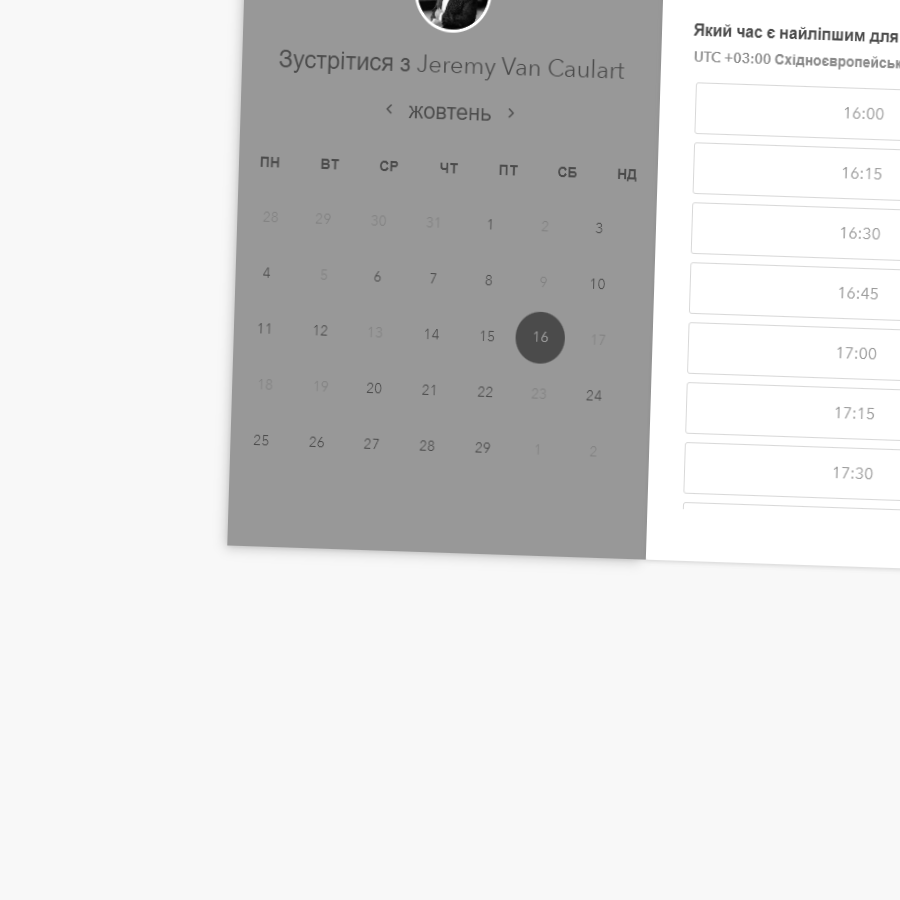 Зустрітися з Jeremy Van Caulart
жовтень
ПН ВТ СР ЧТ ПТ СБ НД
28 29 30 31 1 2 3
4 5 6 7 8 9 10
11 12 13 14 15 16 17
18 19 20 21 22 23 24
25 26 27 28 29 1 2
Який час є найліпшим для
UTC +03:00
16:00
16:15
16:30
16:45
17:00
17:15
17:30